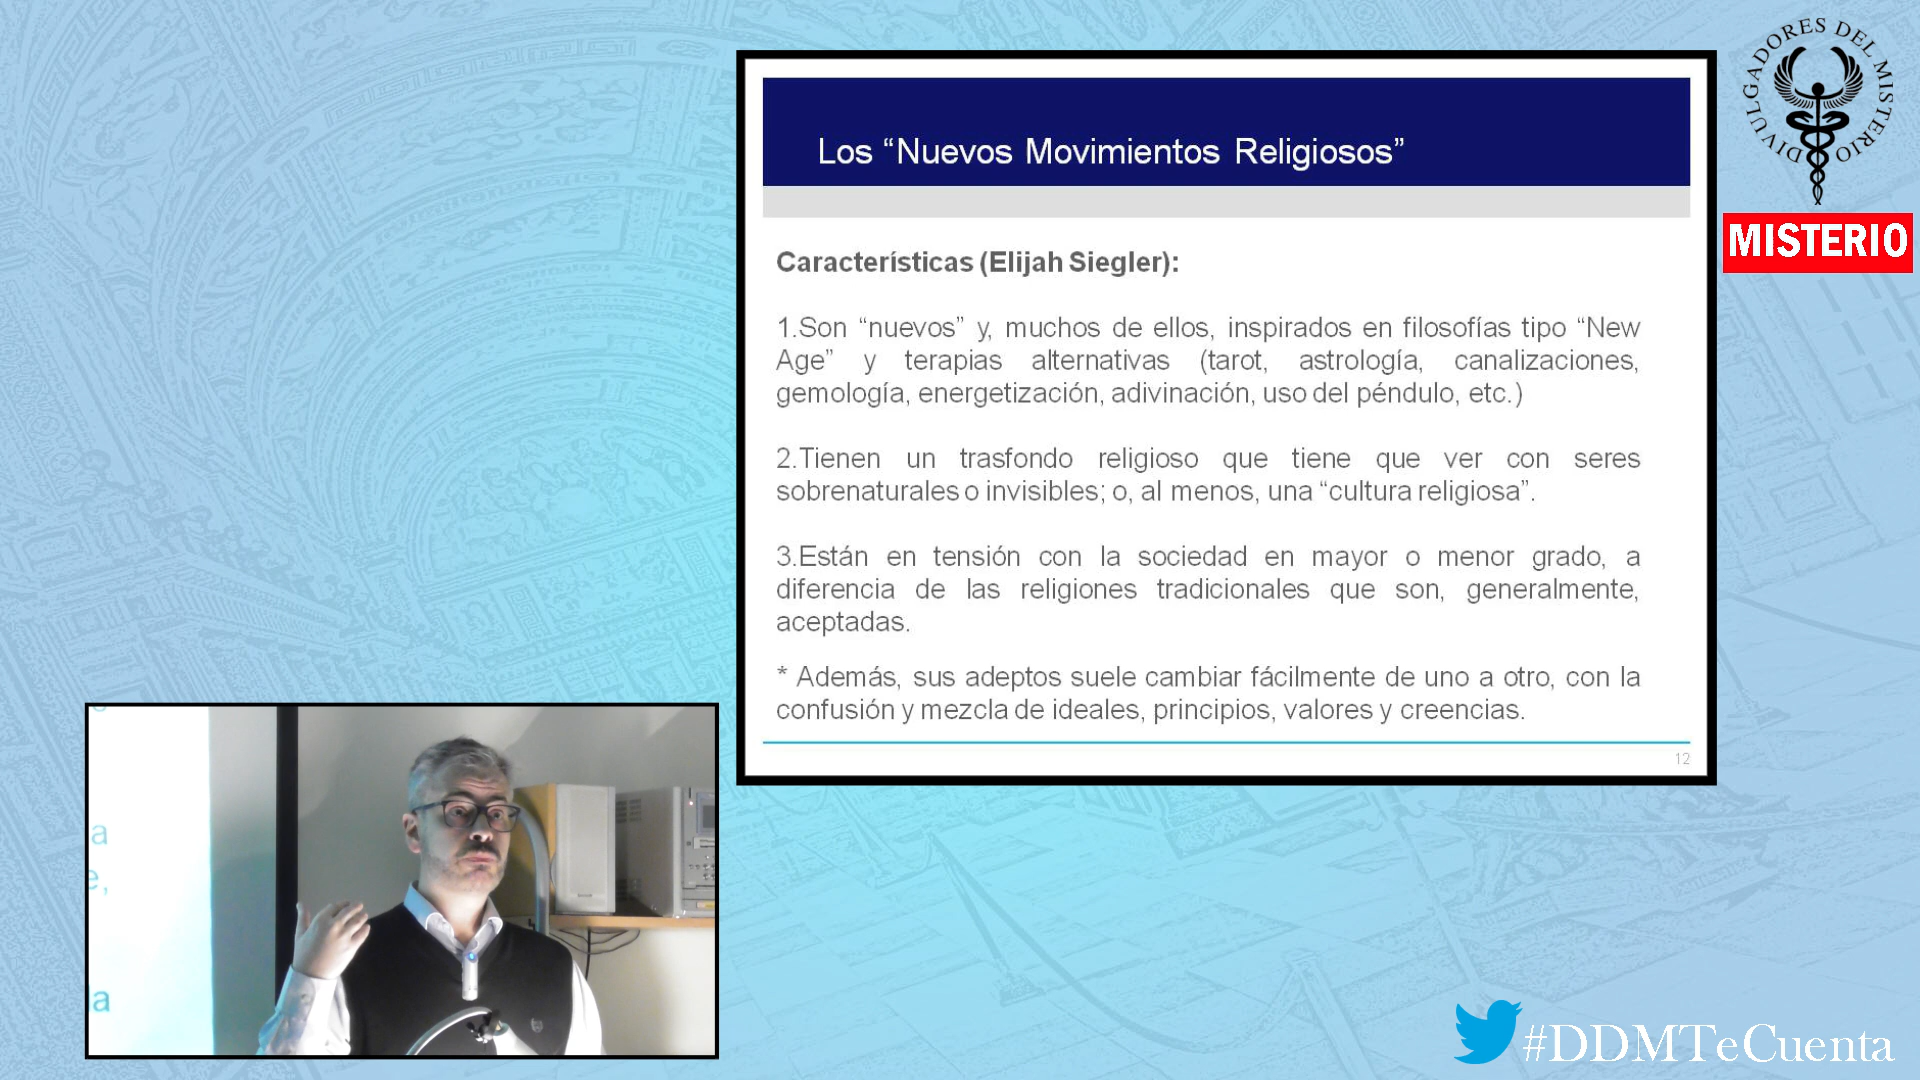 Los “Nuevos Movimientos Religiosos”
Características (Elijah Siegler):
1.Son “nuevos” y, muchos de ellos, inspirados en filosofías tipo “New
Age” y terapias alternativas (tarot, astrología, canalizaciones,
gemología, energetización, adivinación, uso del péndulo, etc.)
2.Tienen un trasfondo religioso que tiene que ver con seres
sobrenaturales o invisibles; o, al menos, una “cultura religiosa”.
3.Están en tensión con la sociedad en mayor o menor grado, a
diferencia de las religiones tradicionales que son, generalmente,
aceptadas.
* Además, sus adeptos suele cambiar fácilmente de uno a otro, con la
confusión y mezcla de ideales, principios, valores y creencias.
12
DIVULGADORES DEL MISTERIO
MISTERIO
a
e,
a
#DDMTeCuenta